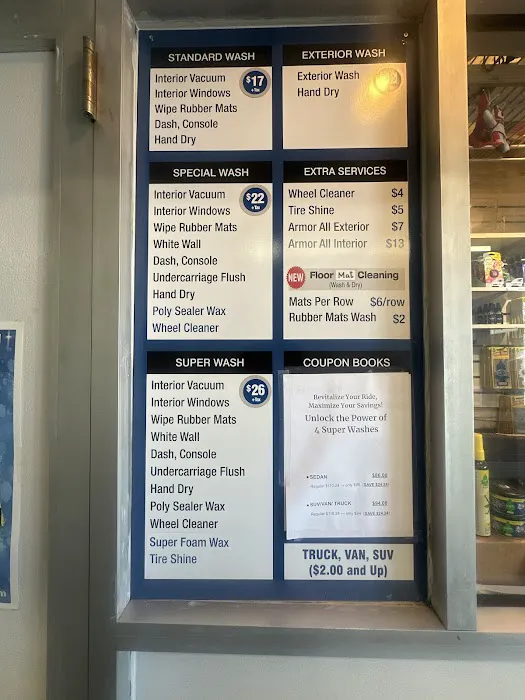 STANDARD WASH
Interior Vacuum
Interior Windows
Wipe Rubber Mats
Dash, Console
Hand Dry
$17
+Tax
EXTERIOR WASH
Exterior Wash
Hand Dry
SPECIAL WASH
Interior Vacuum
Interior Windows
Wipe Rubber Mats
White Wall
Dash, Console
Undercarriage Flush
Hand Dry
Poly Sealer Wax
Wheel Cleaner
$22
+Tax
EXTRA SERVICES
Wheel Cleaner $4
Tire Shine $5
Armor All Exterior $7
Armor All Interior $13
NEW Floor Mat Cleaning
(Wash & Dry)
Mats Per Row $6/row
Rubber Mats Wash $2
SUPER WASH
Interior Vacuum
Interior Windows
Wipe Rubber Mats
White Wall
Dash, Console
Undercarriage Flush
Hand Dry
Poly Sealer Wax
Wheel Cleaner
Super Foam Wax
Tire Shine
$26
+Tax
COUPON BOOKS
Revitalize Your Ride,
Maximize Your Savings!
Unlock the Power of
4 Super Washes
• SEDAN
• SUV/VAN/ TRUCK
TRUCK, VAN, SUV
($2.00 and Up)